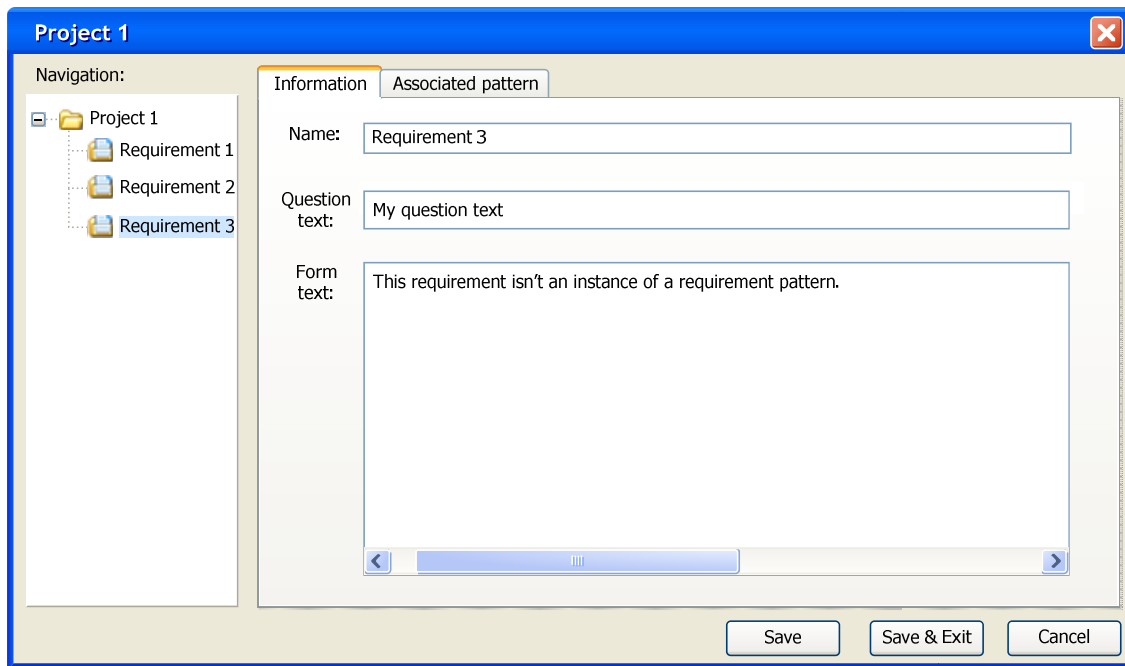 Project 1
Navigation:
Project 1
Requirement 1
Requirement 2
Requirement 3
Information
Associated pattern
Name:
Requirement 3
Question
text:
My question text
Form
text:
This requirement isn’t an instance of a requirement pattern.
Save
Save & Exit
Cancel